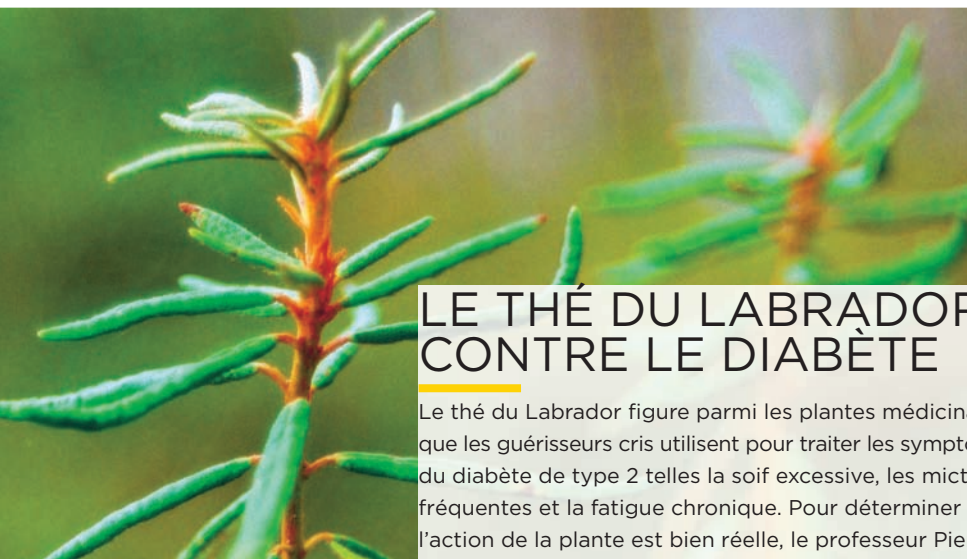 LE THÉ DU LABRADOR
CONTRE LE DIABÈTE
Le thé du Labrador figure parmi les plantes médicina
que les guérisseurs cris utilisent pour traiter les symptô
du diabète de type 2 telles la soif excessive, les mict
fréquentes et la fatigue chronique. Pour déterminer
l'action de la plante est bien réelle, le professeur Pie